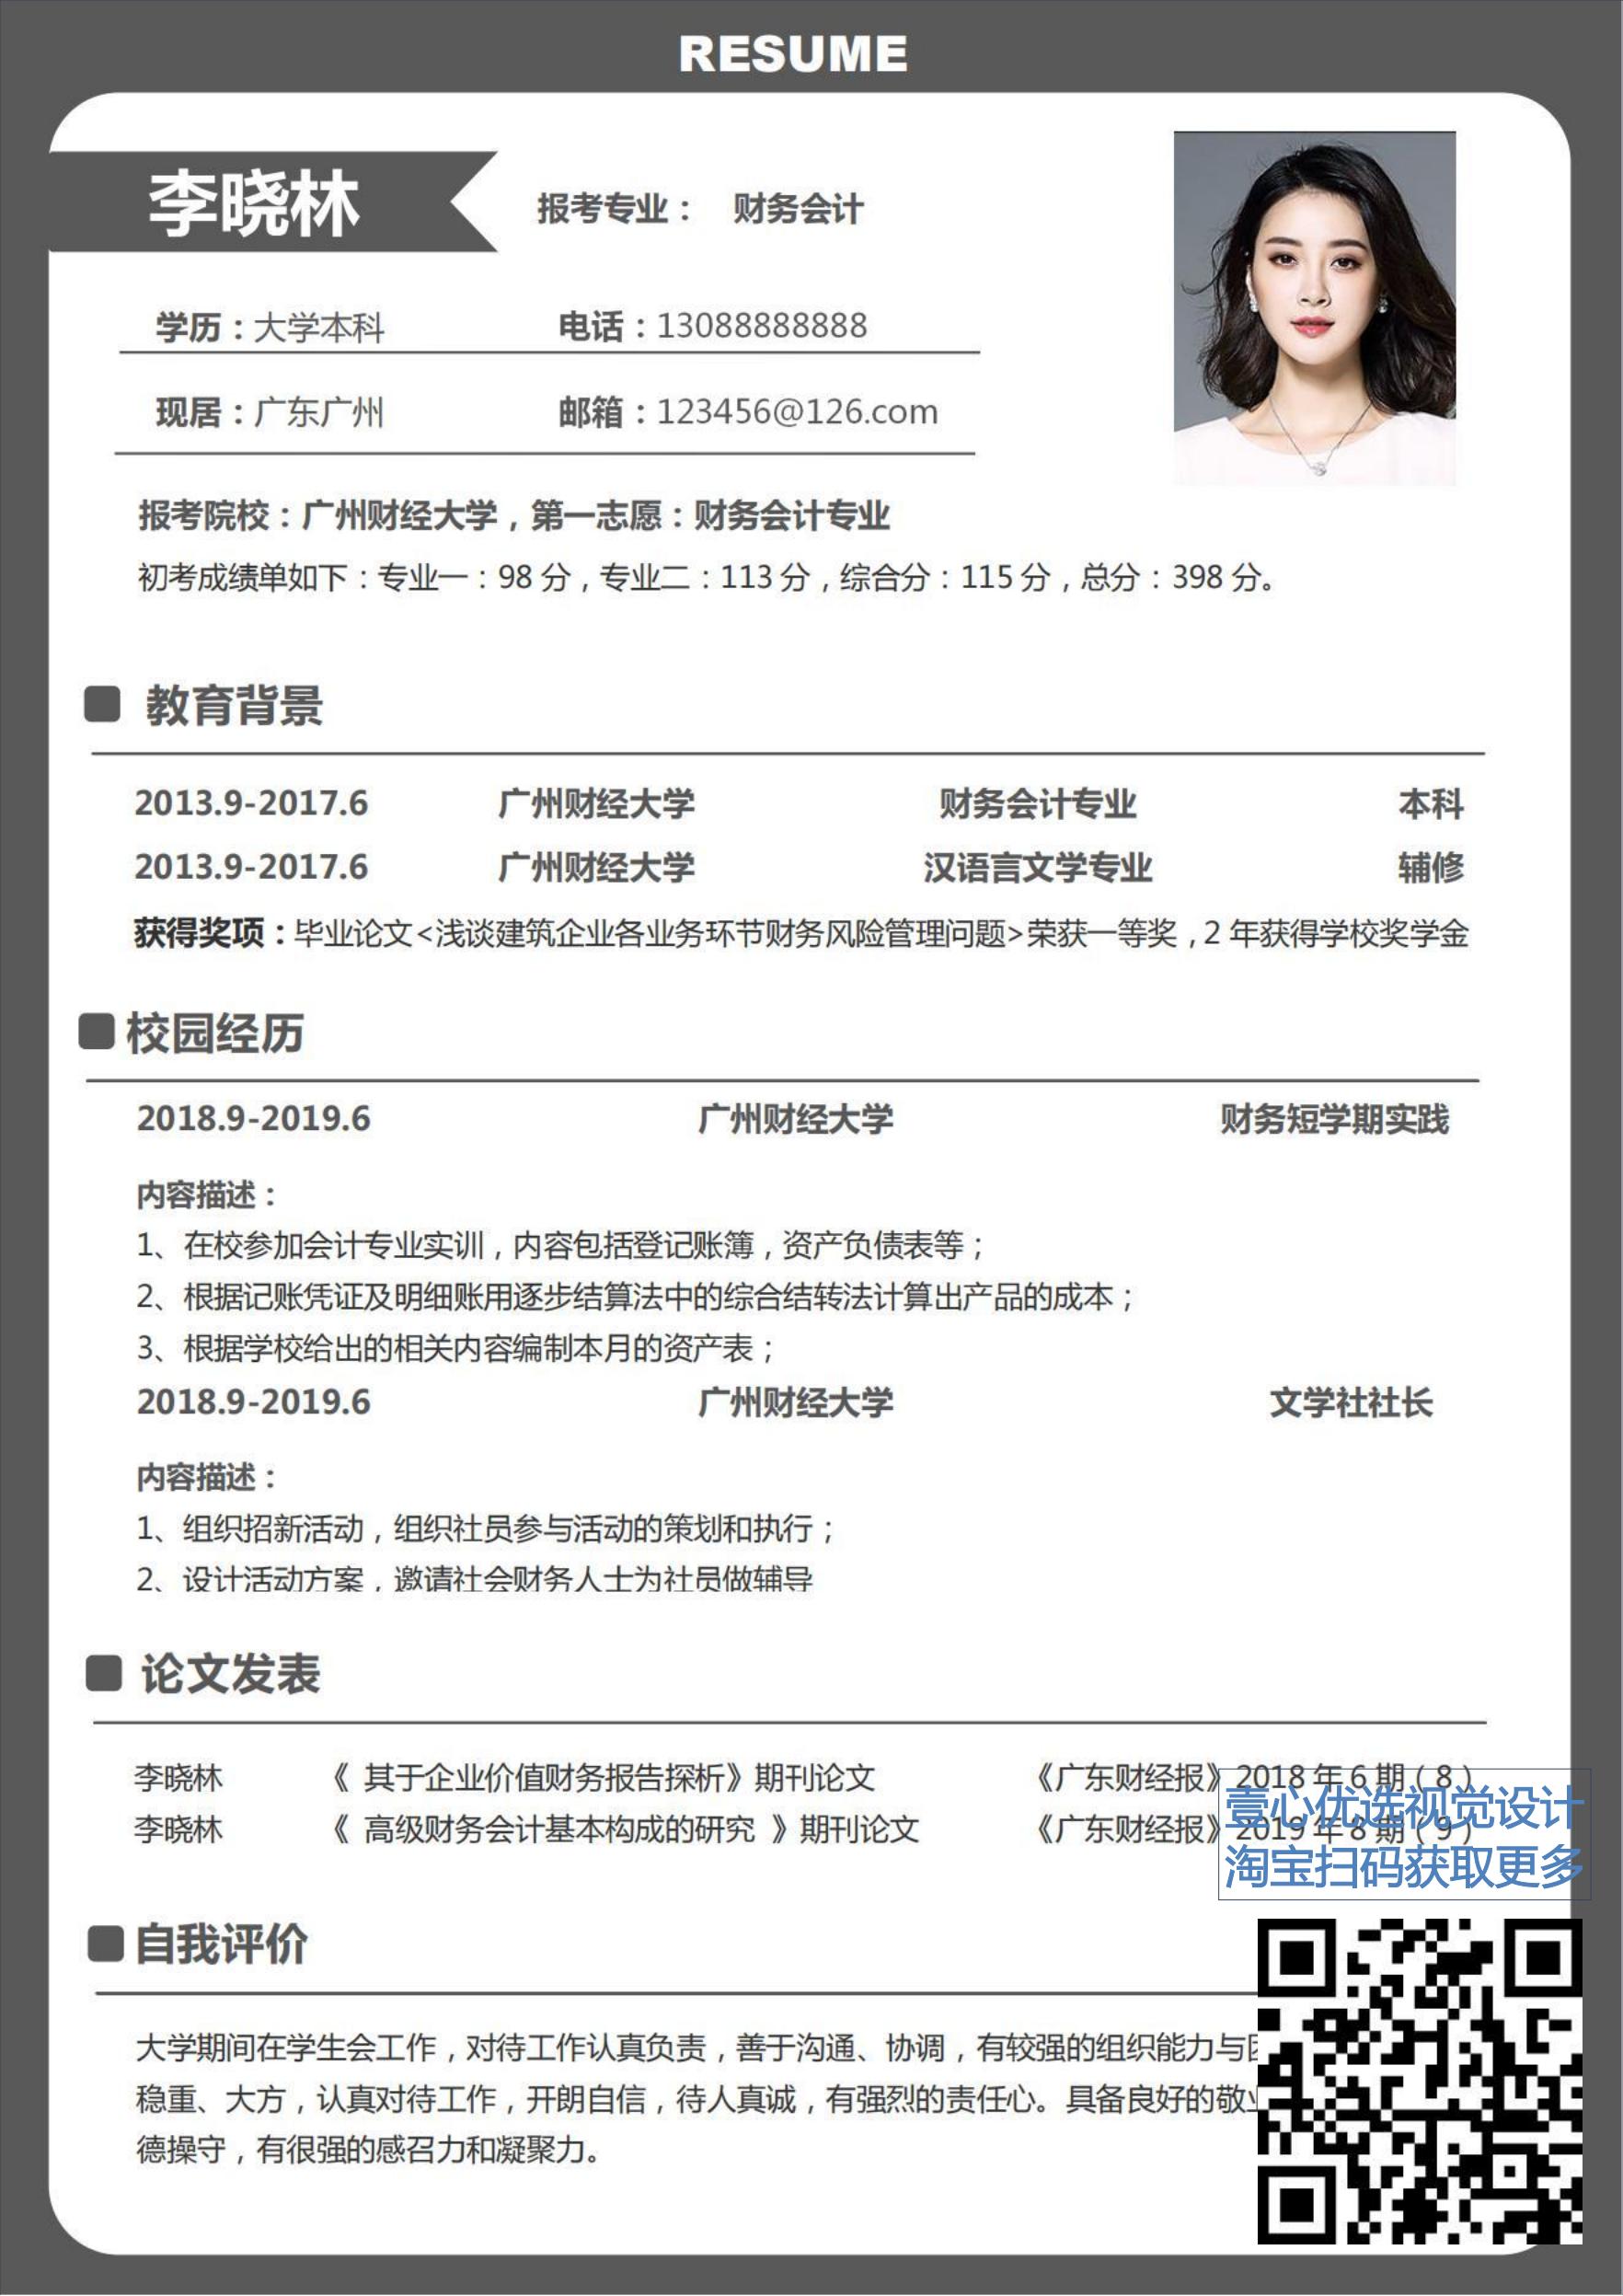 RESUME
李晓林
报考专业： 财务会计
学历：大学本科 电话：13088888888
现居：广东广州 邮箱：123456@126.com
报考院校：广州财经大学，第一志愿：财务会计专业
初考成绩单如下：专业一：98 分，专业二：113 分，综合分：115 分，总分：398 分。
教育背景
2013.9-2017.6 广州财经大学 财务会计专业 本科
2013.9-2017.6 广州财经大学 汉语言文学专业 辅修
获得奖项：毕业论文<浅谈建筑企业各业务环节财务风险管理问题>荣获一等奖，2 年获得学校奖学金
校园经历
2018.9-2019.6 广州财经大学 财务短学期实践
内容描述：
1、在校参加会计专业实训，内容包括登记账簿，资产负债表等；
2、根据记账凭证及明细账用逐步结算法中的综合结转法计算出产品的成本；
3、根据学校给出的相关内容编制本月的资产表；
2018.9-2019.6 广州财经大学 文学社社长
内容描述：
1、组织招新活动，组织社员参与活动的策划和执行；
2、设计活动方案，邀请社会财务人士为社员做辅导
论文发表
李晓林 《 其于企业价值财务报告探析》期刊论文 《广东财经报》2018 年 6 期（ 8 ）
李晓林 《 高级财务会计基本构成的研究 》期刊论文 《广东财经报》2019 年 8 期（ 9 ）
壹心优选视觉设计
淘宝扫码获取更多
自我评价
大学期间在学生会工作，对待工作认真负责，善于沟通、协调，有较强的组织能力与
稳重、大方，认真对待工作，开朗自信，待人真诚，有强烈的责任心。具备良好的敬
德操守，有很强的感召力和凝聚力。